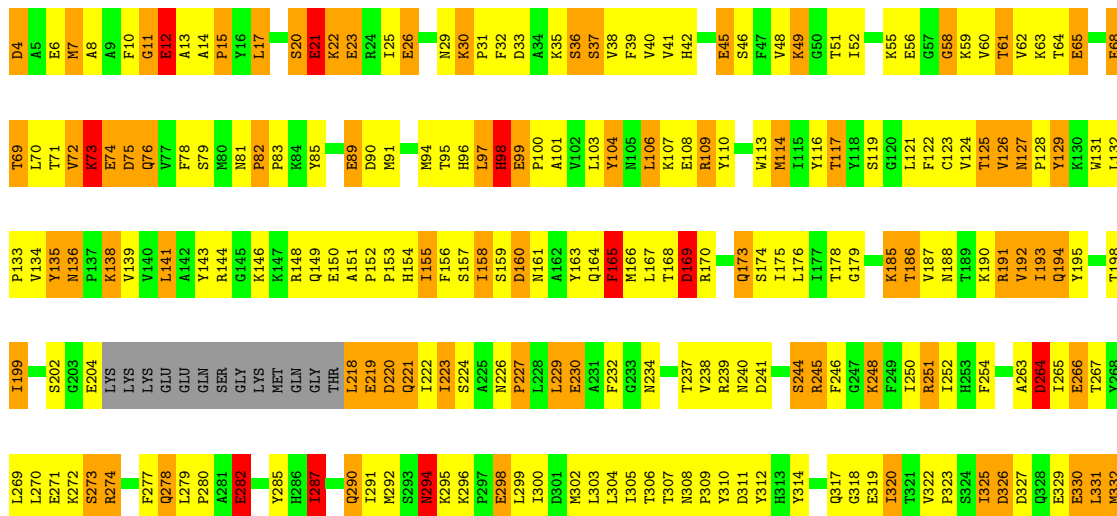 D4 A5 E6 M7 A8 A9 F10 G11 E12 A13 A14 P15 Y16 L17 S20 E21 K22 E23 R24 I25 E26 N29 K30 P31 F32 D33 A34 K35 S36 S37 V38 F39 V40 V41 H42 E45 S46 F47 V48 K49 G50 T51 I52 K55 E56 G57 G58 K59 V60 T61 V62 K63 T64 E65 E68
T69 L70 T71 V72 K73 E74 D75 Q76 V77 F78 S79 M80 N81 P82 P83 K84 Y85 E89 D90 M91 M94 T95 H96 L97 H98 E99 P100 A101 V102 L103 Y104 N105 L106 K107 E108 R109 Y110 W113 M114 I115 Y116 T117 Y118 S119 G120 L121 F122 C123 V124 T125 V126 N127 P128 Y129 K130 W131 L132
P133 V134 Y135 N136 P137 K138 V139 V140 L141 A142 Y143 R144 G145 K146 K147 R148 Q149 E150 A151 P152 P153 H154 I155 F156 S157 I158 S159 D160 N161 A162 Y163 Q164 F165 M166 L167 T168 D169 R170 Q173 S174 I175 L176 I177 T178 G179 K185 T186 V187 N188 T189 K190 R191 V192 I193 Q194 Y195 T198
I199 S202 G203 E204 LYS LYS LYS GLU GLU GLN SER GLY LYS MET GLN GLY THR L218 E219 D220 Q221 I222 I223 S224 A225 N226 P227 L228 L229 E230 A231 F232 G233 N234 T237 V238 R239 N240 D241 S244 R245 F246 G247 K248 F249 I250 R251 I252 H253 F254 A263 D264 I265 E266 T267 Y268
L269 L270 E271 K272 S273 R274 F277 Q278 L279 P280 A281 E282 Y285 H286 I287 Q290 I291 M292 S293 N294 K295 K296 P297 E298 L299 I300 D301 M302 L303 L304 I305 T306 T307 N308 P309 Y310 D311 Y312 H313 Y314 Q317 G318 E319 I320 T321 V322 P323 S324 I325 D326 D327 Q328 E329 E330 L331 M332